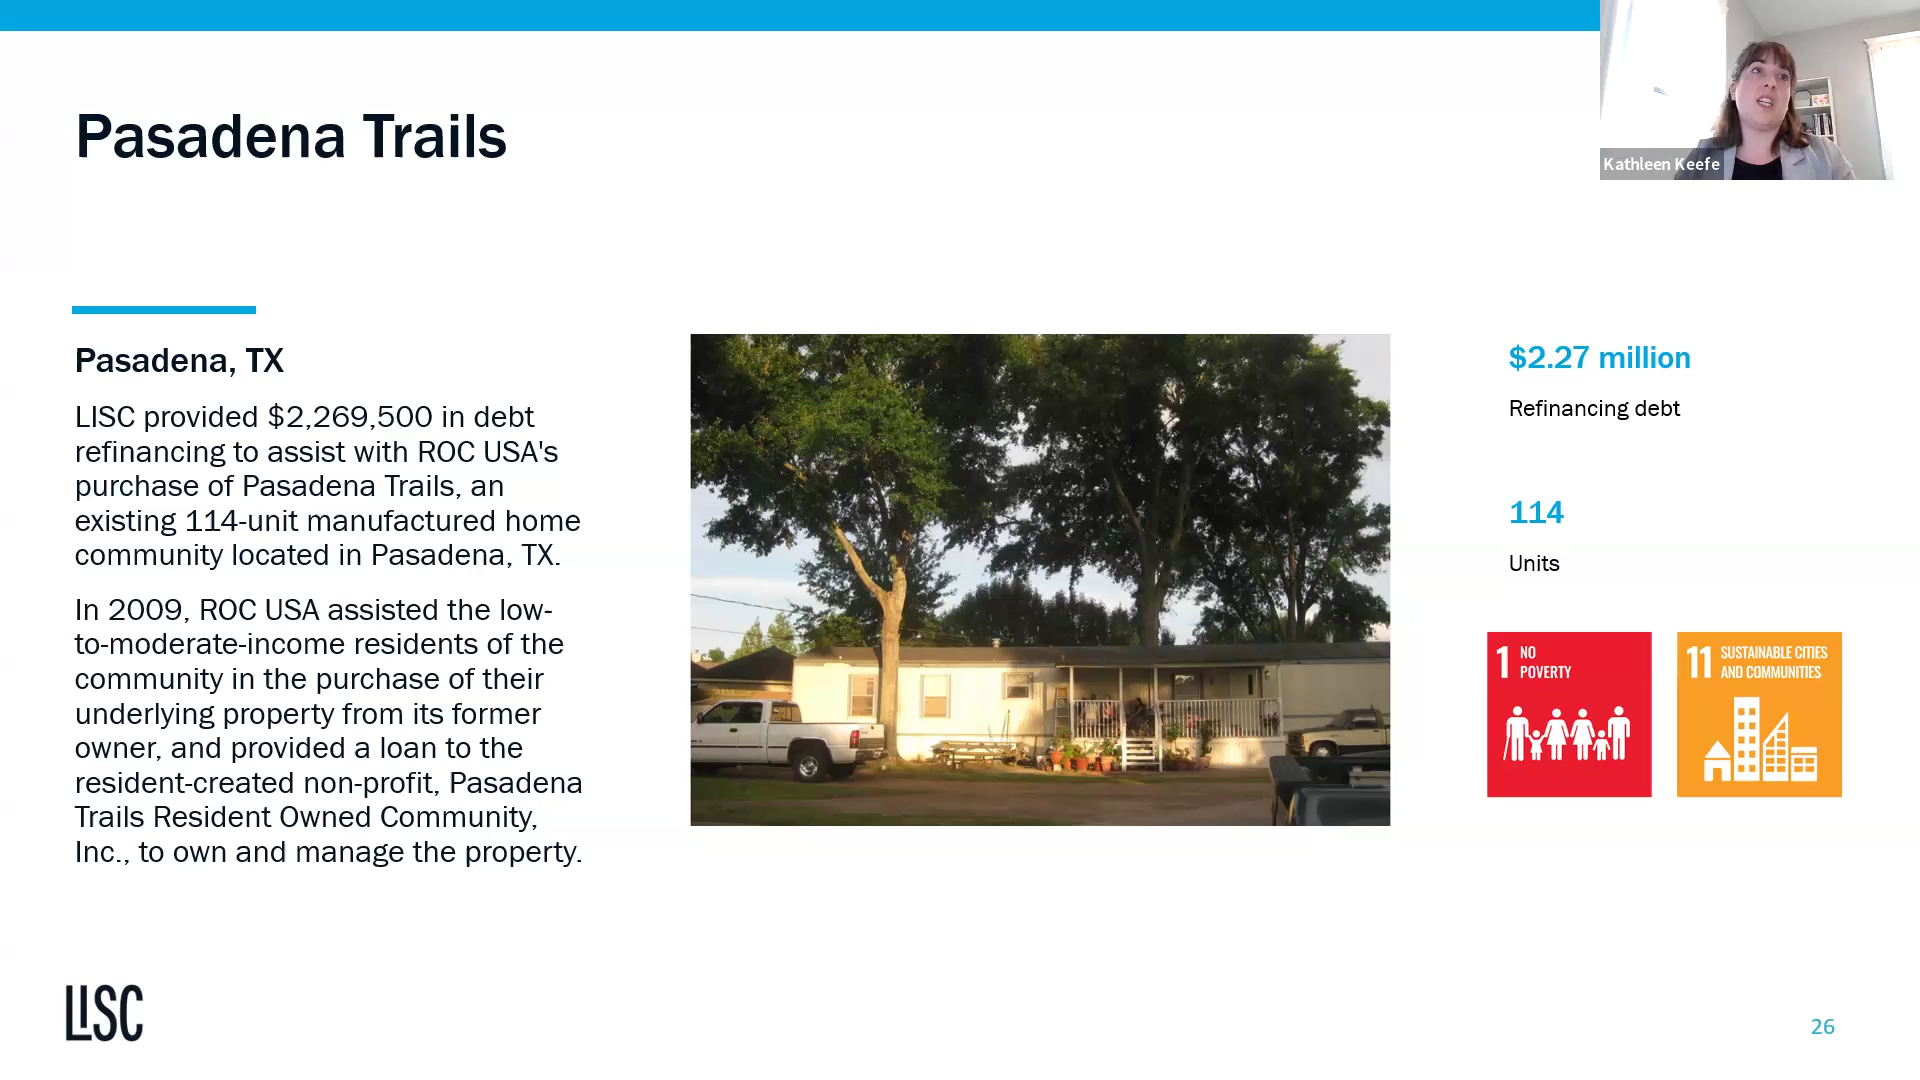 Pasadena Trails
Kathleen Keefe
Pasadena, TX
LISC provided $2,269,500 in debt
refinancing to assist with ROC USA's
purchase of Pasadena Trails, an
existing 114-unit manufactured home
community located in Pasadena, TX.
In 2009, ROC USA assisted the low-
to-moderate-income residents of the
community in the purchase of their
underlying property from its former
owner, and provided a loan to the
resident-created non-profit, Pasadena
Trails Resident Owned Community,
Inc., to own and manage the property.
$2.27 million
Refinancing debt
114
Units
1 NO
POVERTY
11 SUSTAINABLE CITIES
AND COMMUNITIES
LISC
26